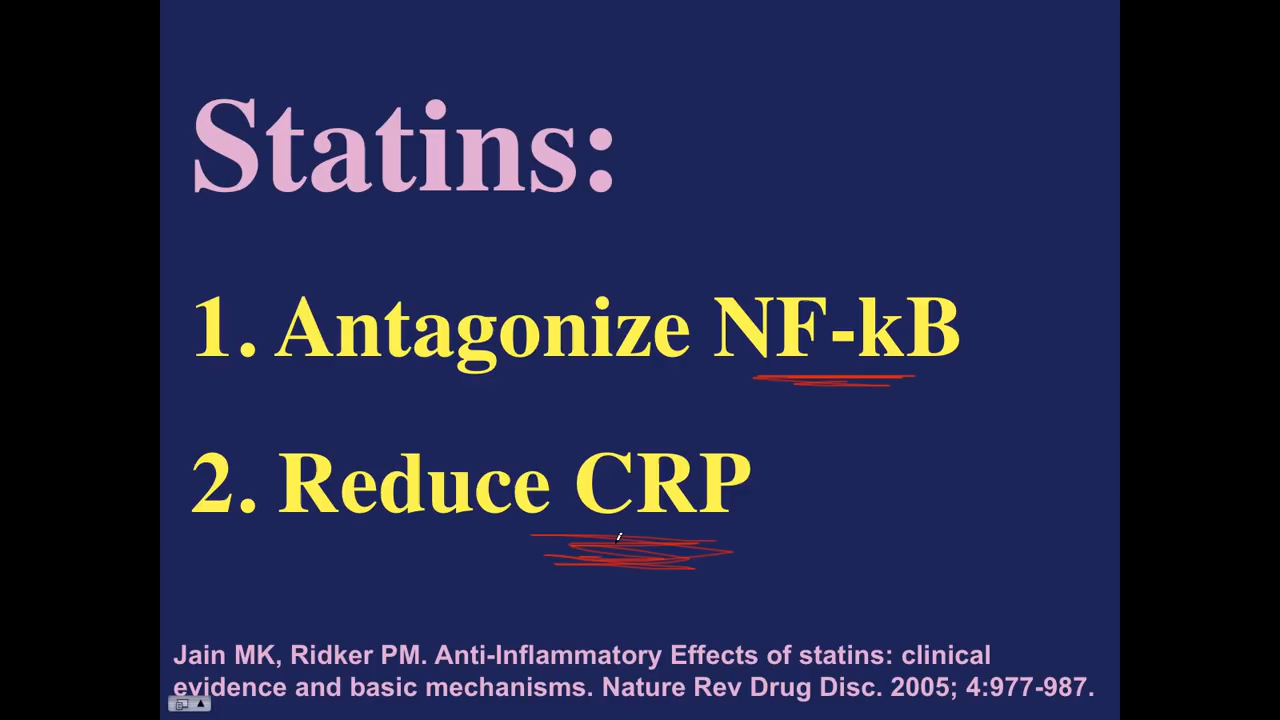 Statins:
1. Antagonize NF-kB
2. Reduce CRP
Jain MK, Ridker PM. Anti-Inflammatory Effects of statins: clinical
evidence and basic mechanisms. Nature Rev Drug Disc. 2005; 4:977-987.